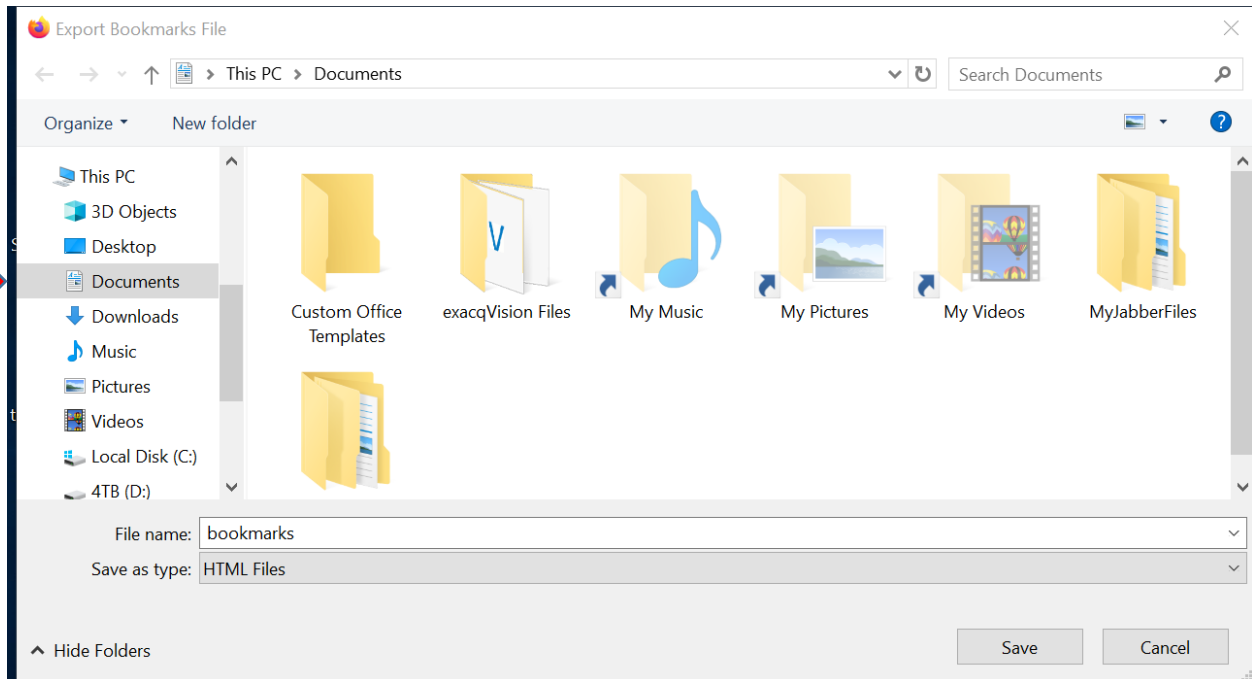 Export Bookmarks File
This PC > Documents
Search Documents
Organize
New folder
?
This PC
3D Objects
Desktop
Documents
Downloads
Music
Pictures
Videos
Local Disk (C:)
4TB (D:)
Custom Office
Templates
exacqVision Files
My Music
My Pictures
My Videos
MyJabberFiles
File name: bookmarks
Save as type: HTML Files
Hide Folders
Save
Cancel